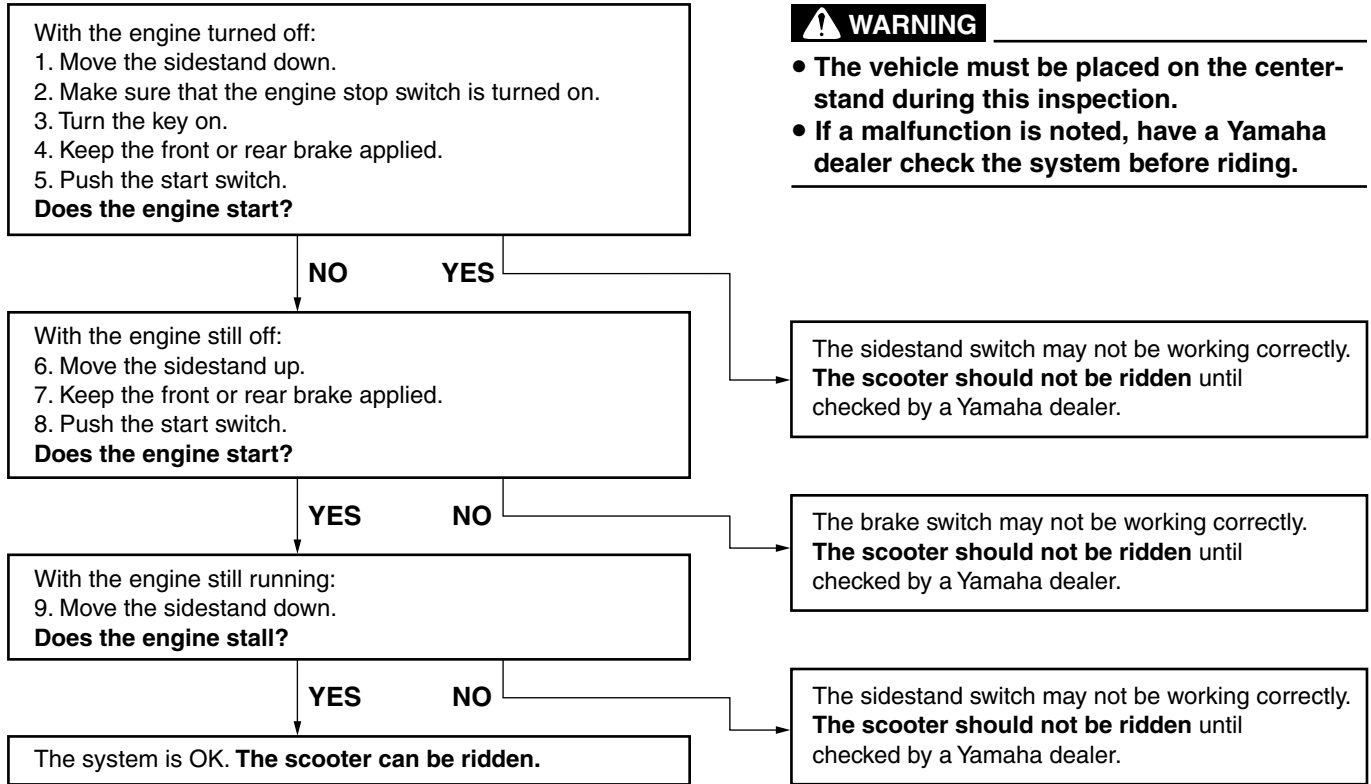 With the engine turned off:
1. Move the sidestand down.
2. Make sure that the engine stop switch is turned on.
3. Turn the key on.
4. Keep the front or rear brake applied.
5. Push the start switch.
Does the engine start?
WARNING
● The vehicle must be placed on the center-
stand during this inspection.
● If a malfunction is noted, have a Yamaha
dealer check the system before riding.
NO YES
With the engine still off:
6. Move the sidestand up.
7. Keep the front or rear brake applied.
8. Push the start switch.
Does the engine start?
The sidestand switch may not be working correctly.
The scooter should not be ridden until
checked by a Yamaha dealer.
YES NO
With the engine still running:
9. Move the sidestand down.
Does the engine stall?
The brake switch may not be working correctly.
The scooter should not be ridden until
checked by a Yamaha dealer.
YES NO
The system is OK. The scooter can be ridden.
The sidestand switch may not be working correctly.
The scooter should not be ridden until
checked by a Yamaha dealer.